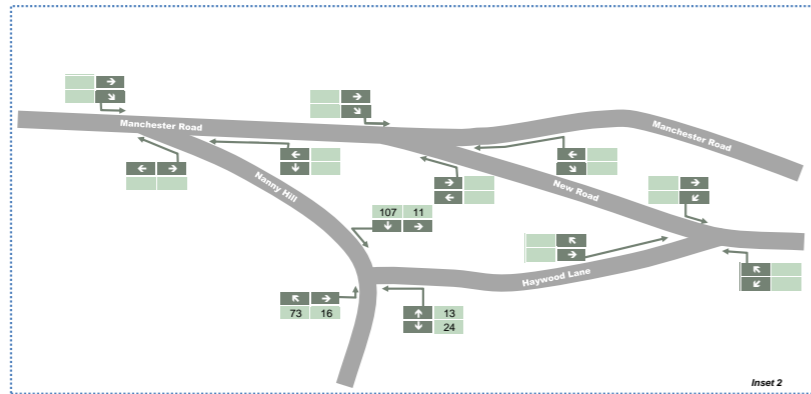 Manchester Road
Manchester Road
Nanny Hill
New Road
107 11
Haywood Lane
73 16
13
24
Inset 2